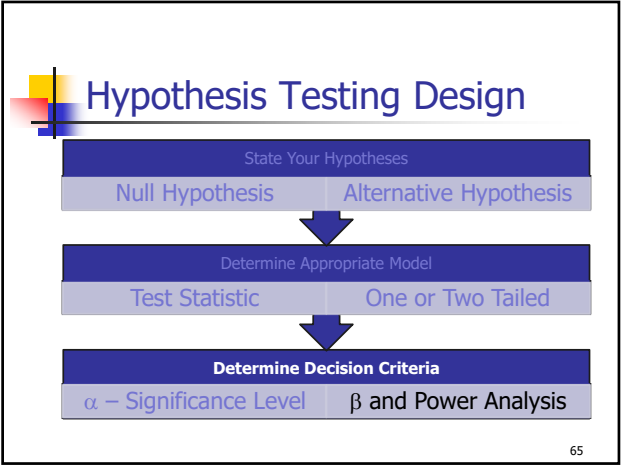 Hypothesis Testing Design
State Your Hypotheses
Null Hypothesis Alternative Hypothesis
Determine Appropriate Model
Test Statistic One or Two Tailed
Determine Decision Criteria
α – Significance Level β and Power Analysis
65